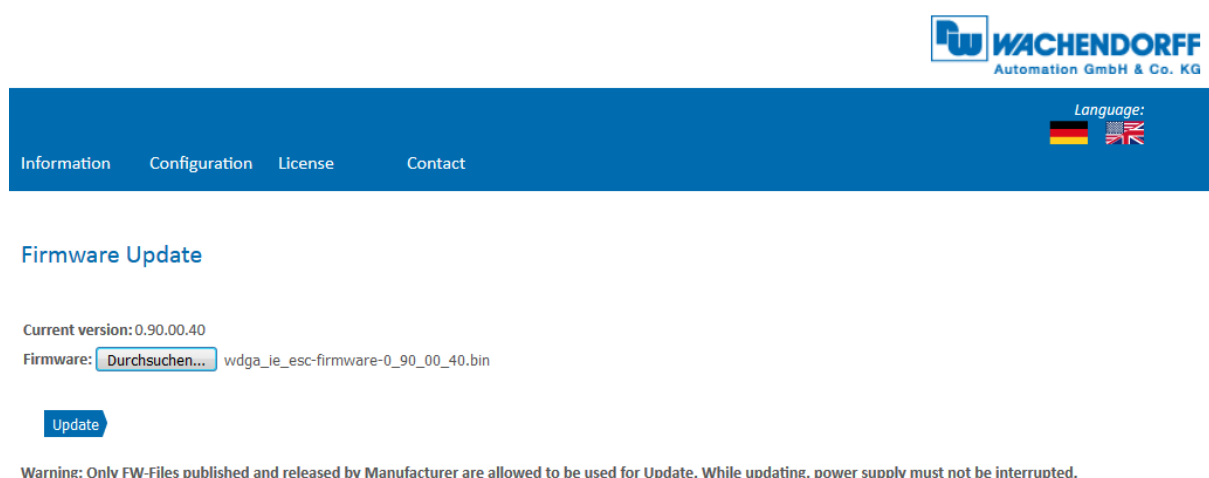 WACHENDORFF
Automation GmbH & Co. KG
Language:
Information Configuration License Contact
Firmware Update
Current version: 0.90.00.40
Firmware: Durchsuchen... wdga_ie_esc-firmware-0_90_00_40.bin
Update
Warning: Only FW-Files published and released by Manufacturer are allowed to be used for Update. While updating, power supply must not be interrupted.